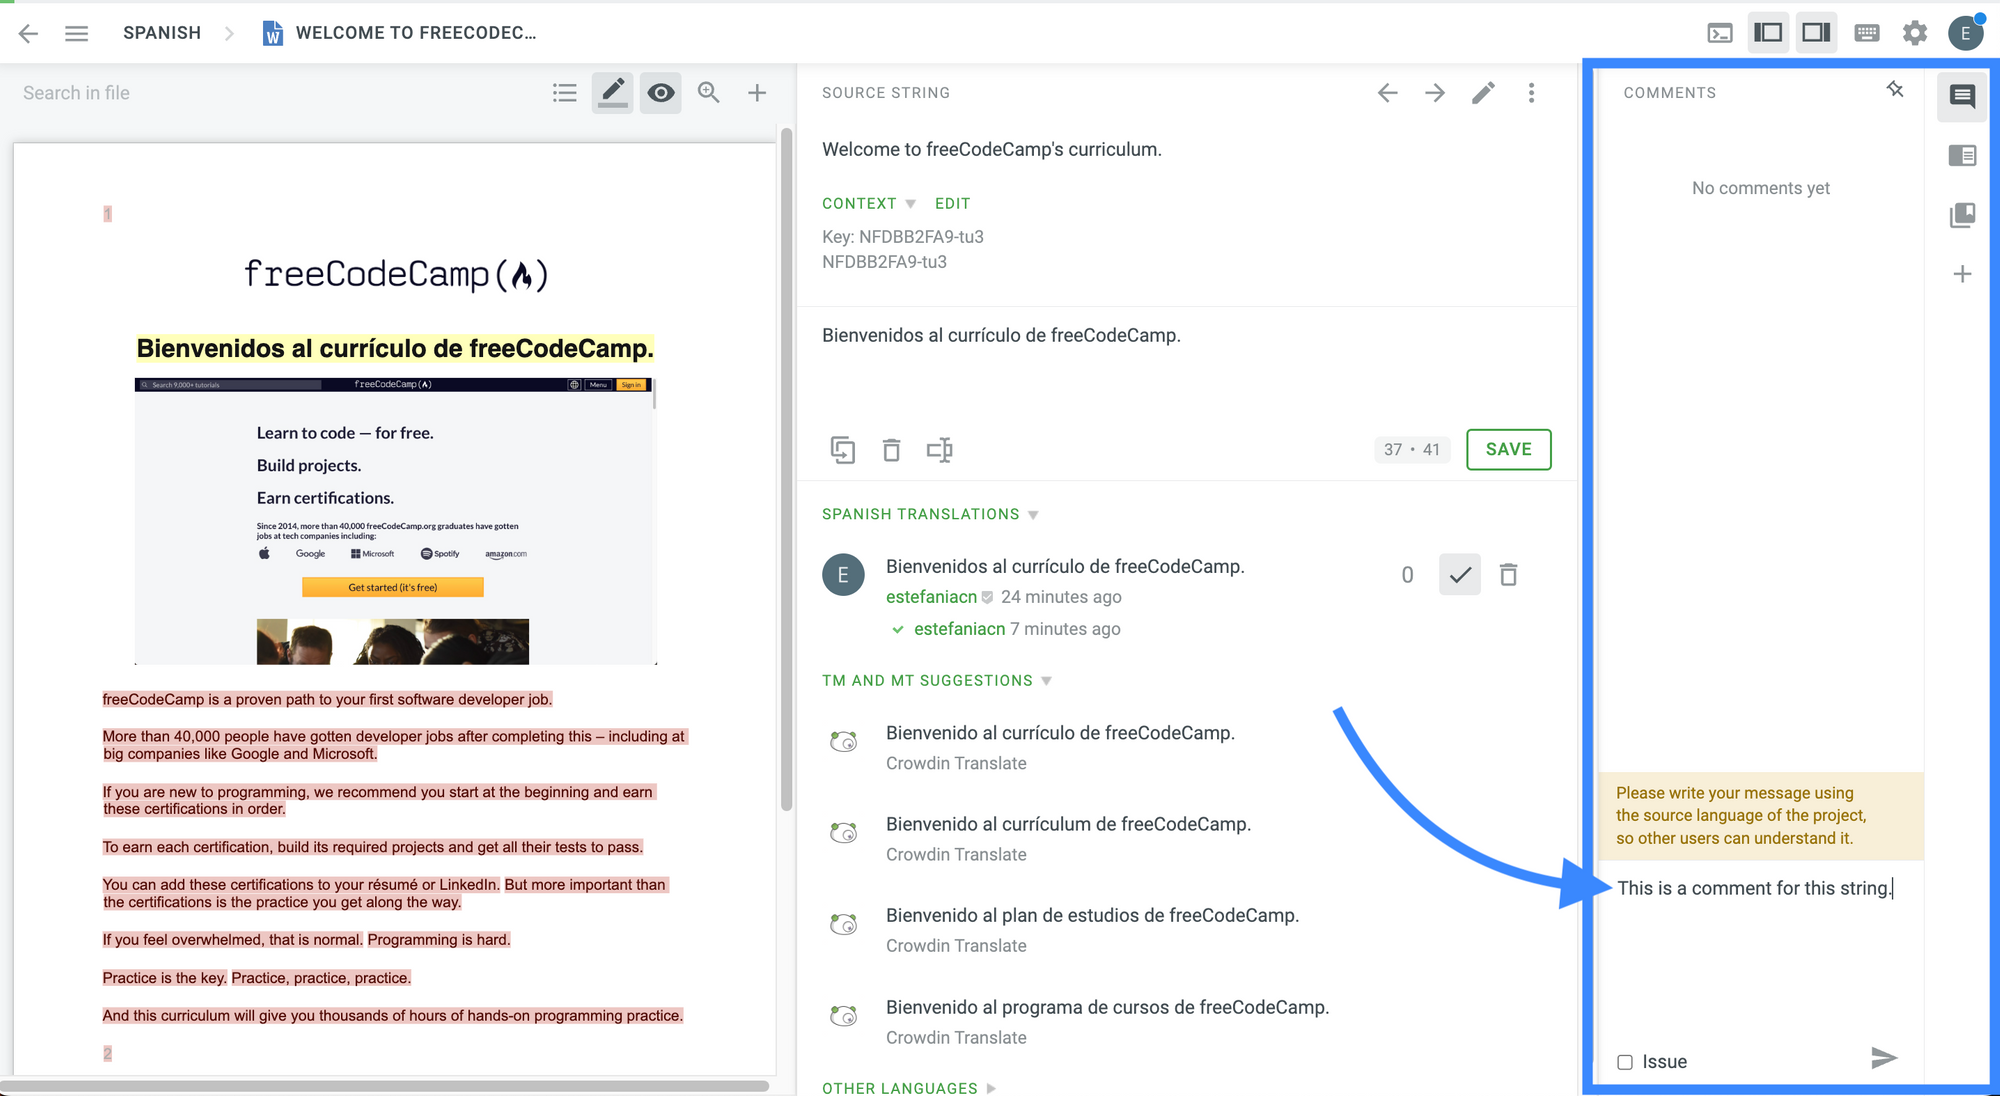 SPANISH
WELCOME TO FREECODEC...
E
Search in file
1
freeCodeCamp
Bienvenidos al currículo de freeCodeCamp.
Search 9,000+ tutorials
freeCodeCamp
Menu
Sign in
Learn to code — for free.
Build projects.
Earn certifications.
Since 2014, more than 40,000 freeCodeCamp.org graduates have gotten
jobs at tech companies including:
Google
Microsoft
Spotify
amazon.com
Get started (it's free)
freeCodeCamp is a proven path to your first software developer job.
More than 40,000 people have gotten developer jobs after completing this – including at
big companies like Google and Microsoft.
If you are new to programming, we recommend you start at the beginning and earn
these certifications in order.
To earn each certification, build its required projects and get all their tests to pass.
You can add these certifications to your résumé or LinkedIn. But more important than
the certifications is the practice you get along the way.
If you feel overwhelmed, that is normal. Programming is hard.
Practice is the key. Practice, practice, practice.
And this curriculum will give you thousands of hours of hands-on programming practice.
2
SOURCE STRING
Welcome to freeCodeCamp's curriculum.
CONTEXT
EDIT
Key: NFDBB2FA9-tu3
NFDBB2FA9-tu3
Bienvenidos al currículo de freeCodeCamp.
37 • 41
SAVE
SPANISH TRANSLATIONS
E
Bienvenidos al currículo de freeCodeCamp.
0
estefaniacn 24 minutes ago
estefaniacn 7 minutes ago
TM AND MT SUGGESTIONS
Bienvenido al currículo de freeCodeCamp.
Crowdin Translate
Bienvenido al currículum de freeCodeCamp.
Crowdin Translate
Bienvenido al plan de estudios de freeCodeCamp.
Crowdin Translate
Bienvenido al programa de cursos de freeCodeCamp.
Crowdin Translate
OTHER LANGUAGES
COMMENTS
No comments yet
Please write your message using
the source language of the project,
so other users can understand it.
This is a comment for this string.
Issue